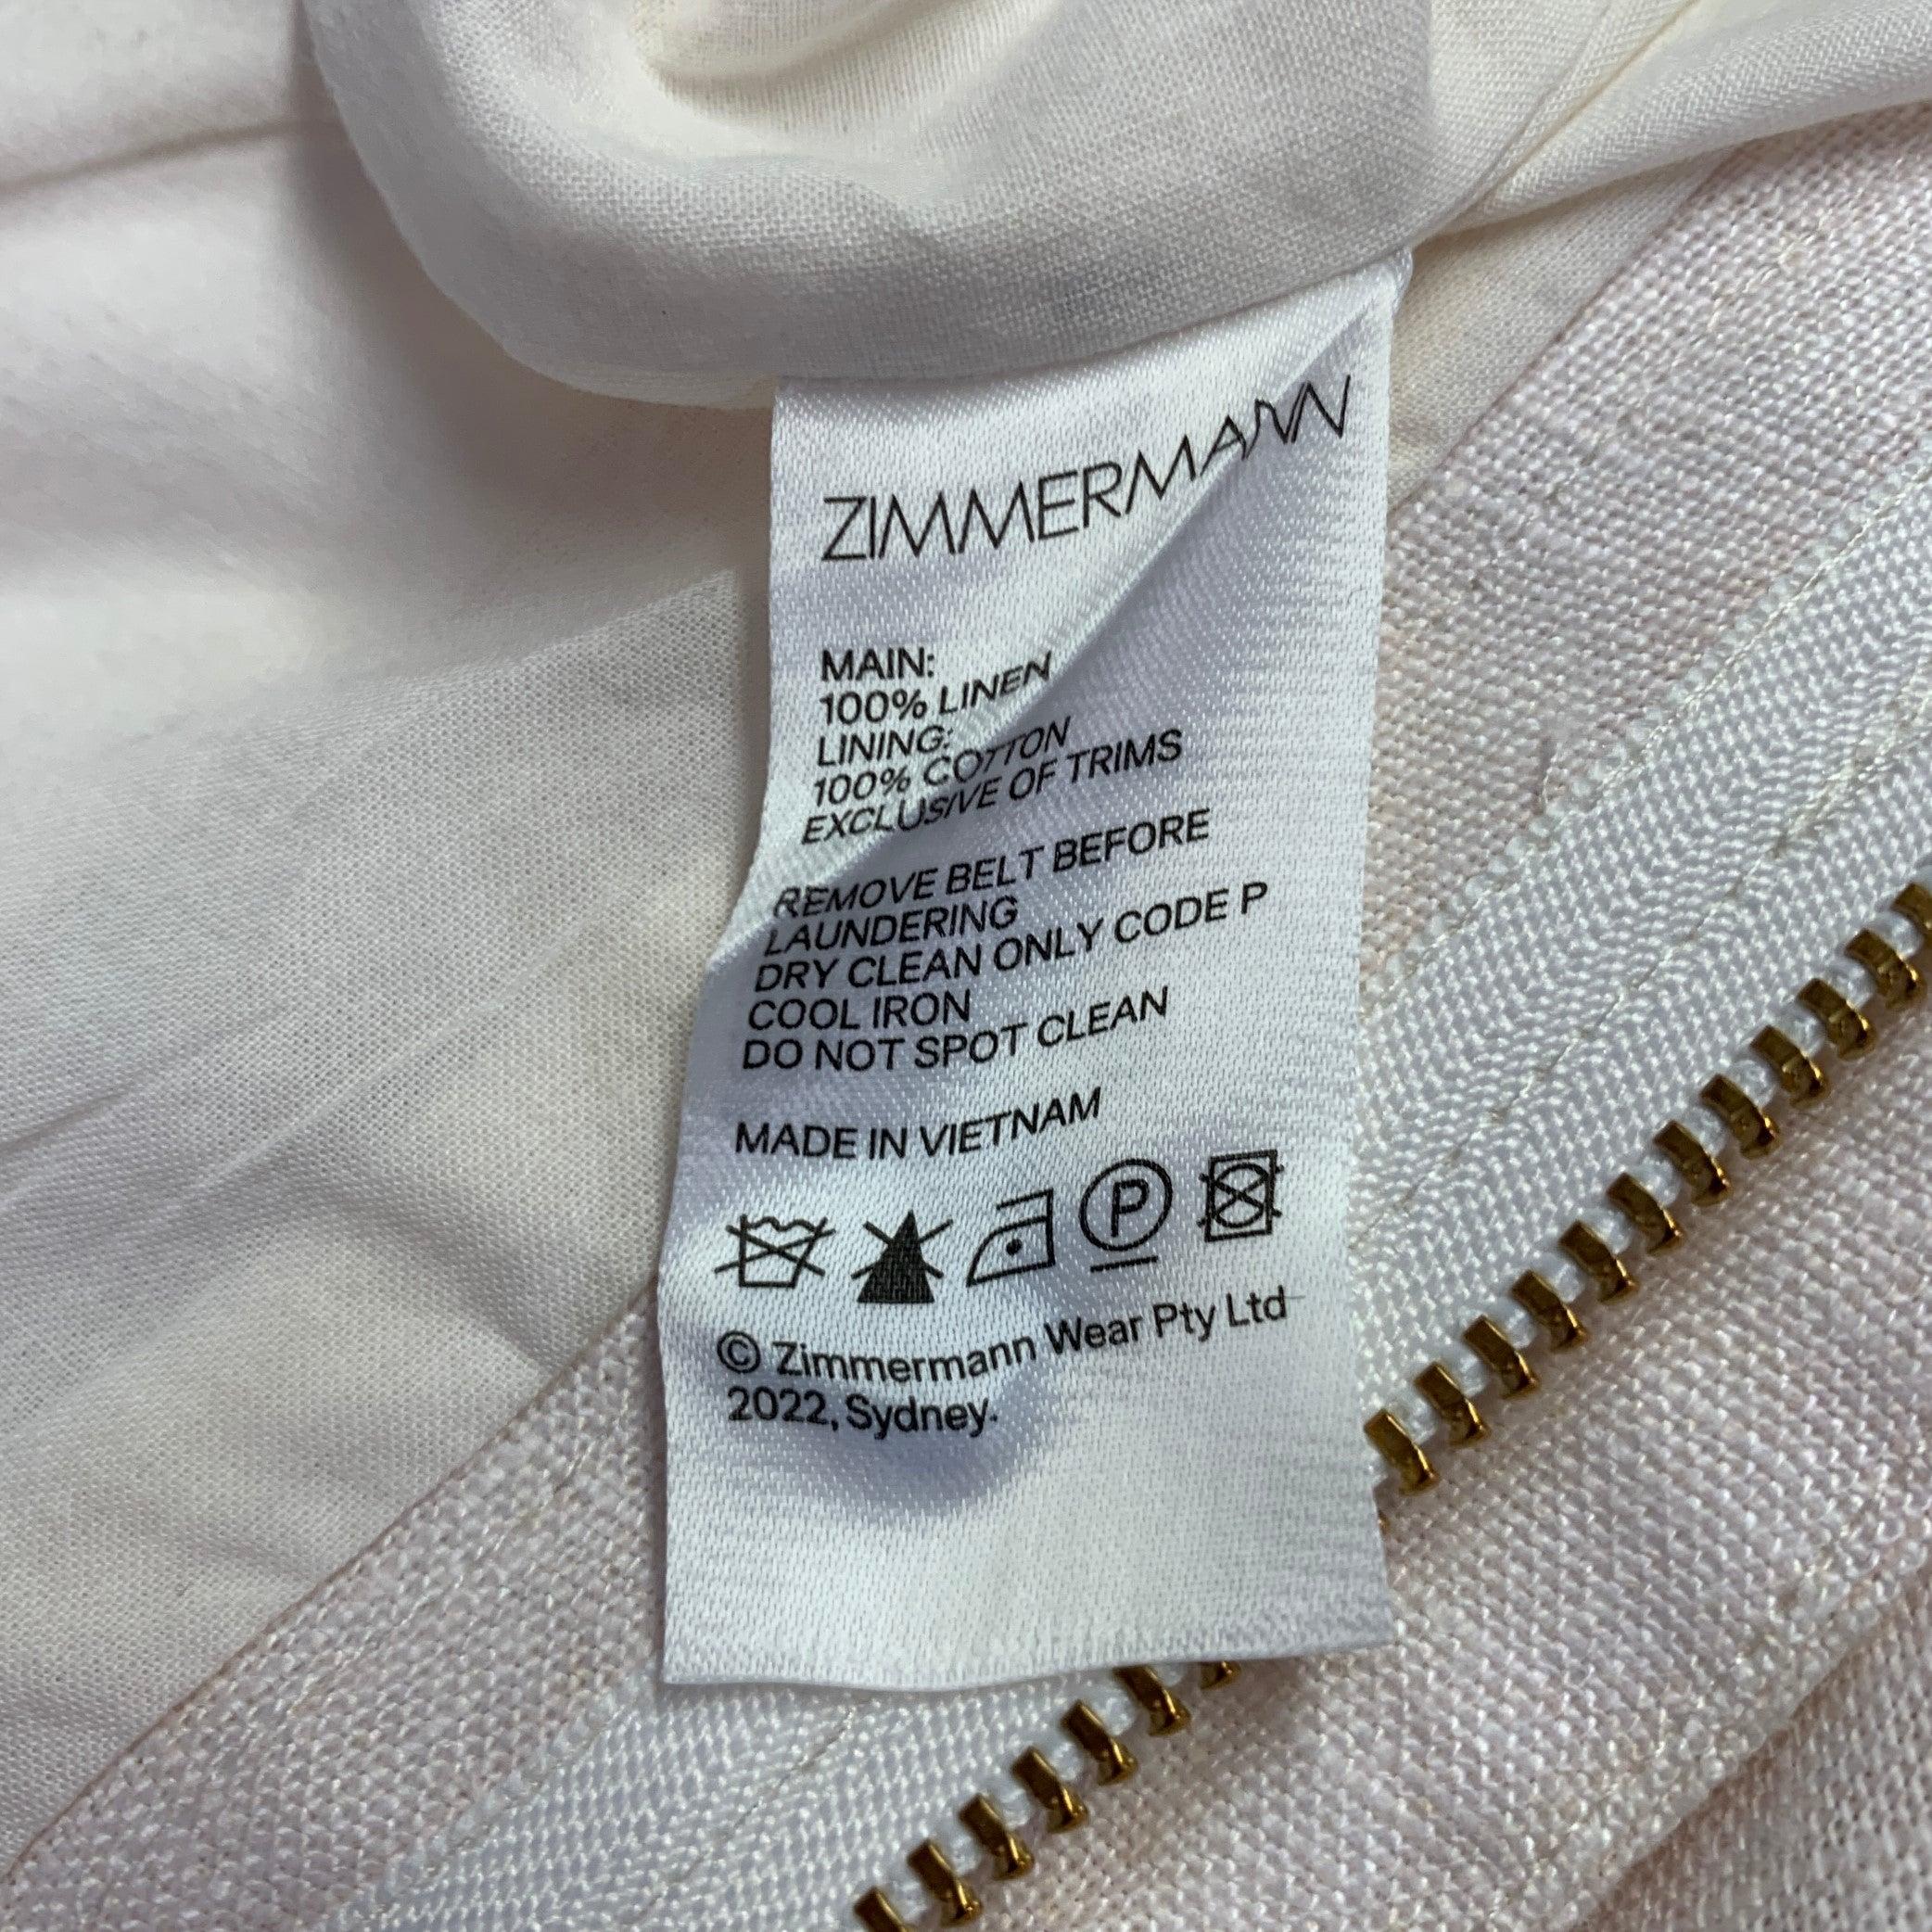 ZIMMERMANN
MAIN:
100% LINEN
LINING:
100% COTTON
EXCLUSIVE OF TRIMS
REMOVE BELT BEFORE
LAUNDERING
DRY CLEAN ONLY CODE P
COOL IRON
DO NOT SPOT CLEAN
MADE IN VIETNAM
P
© Zimmermann Wear Pty Ltd
2022, Sydney.